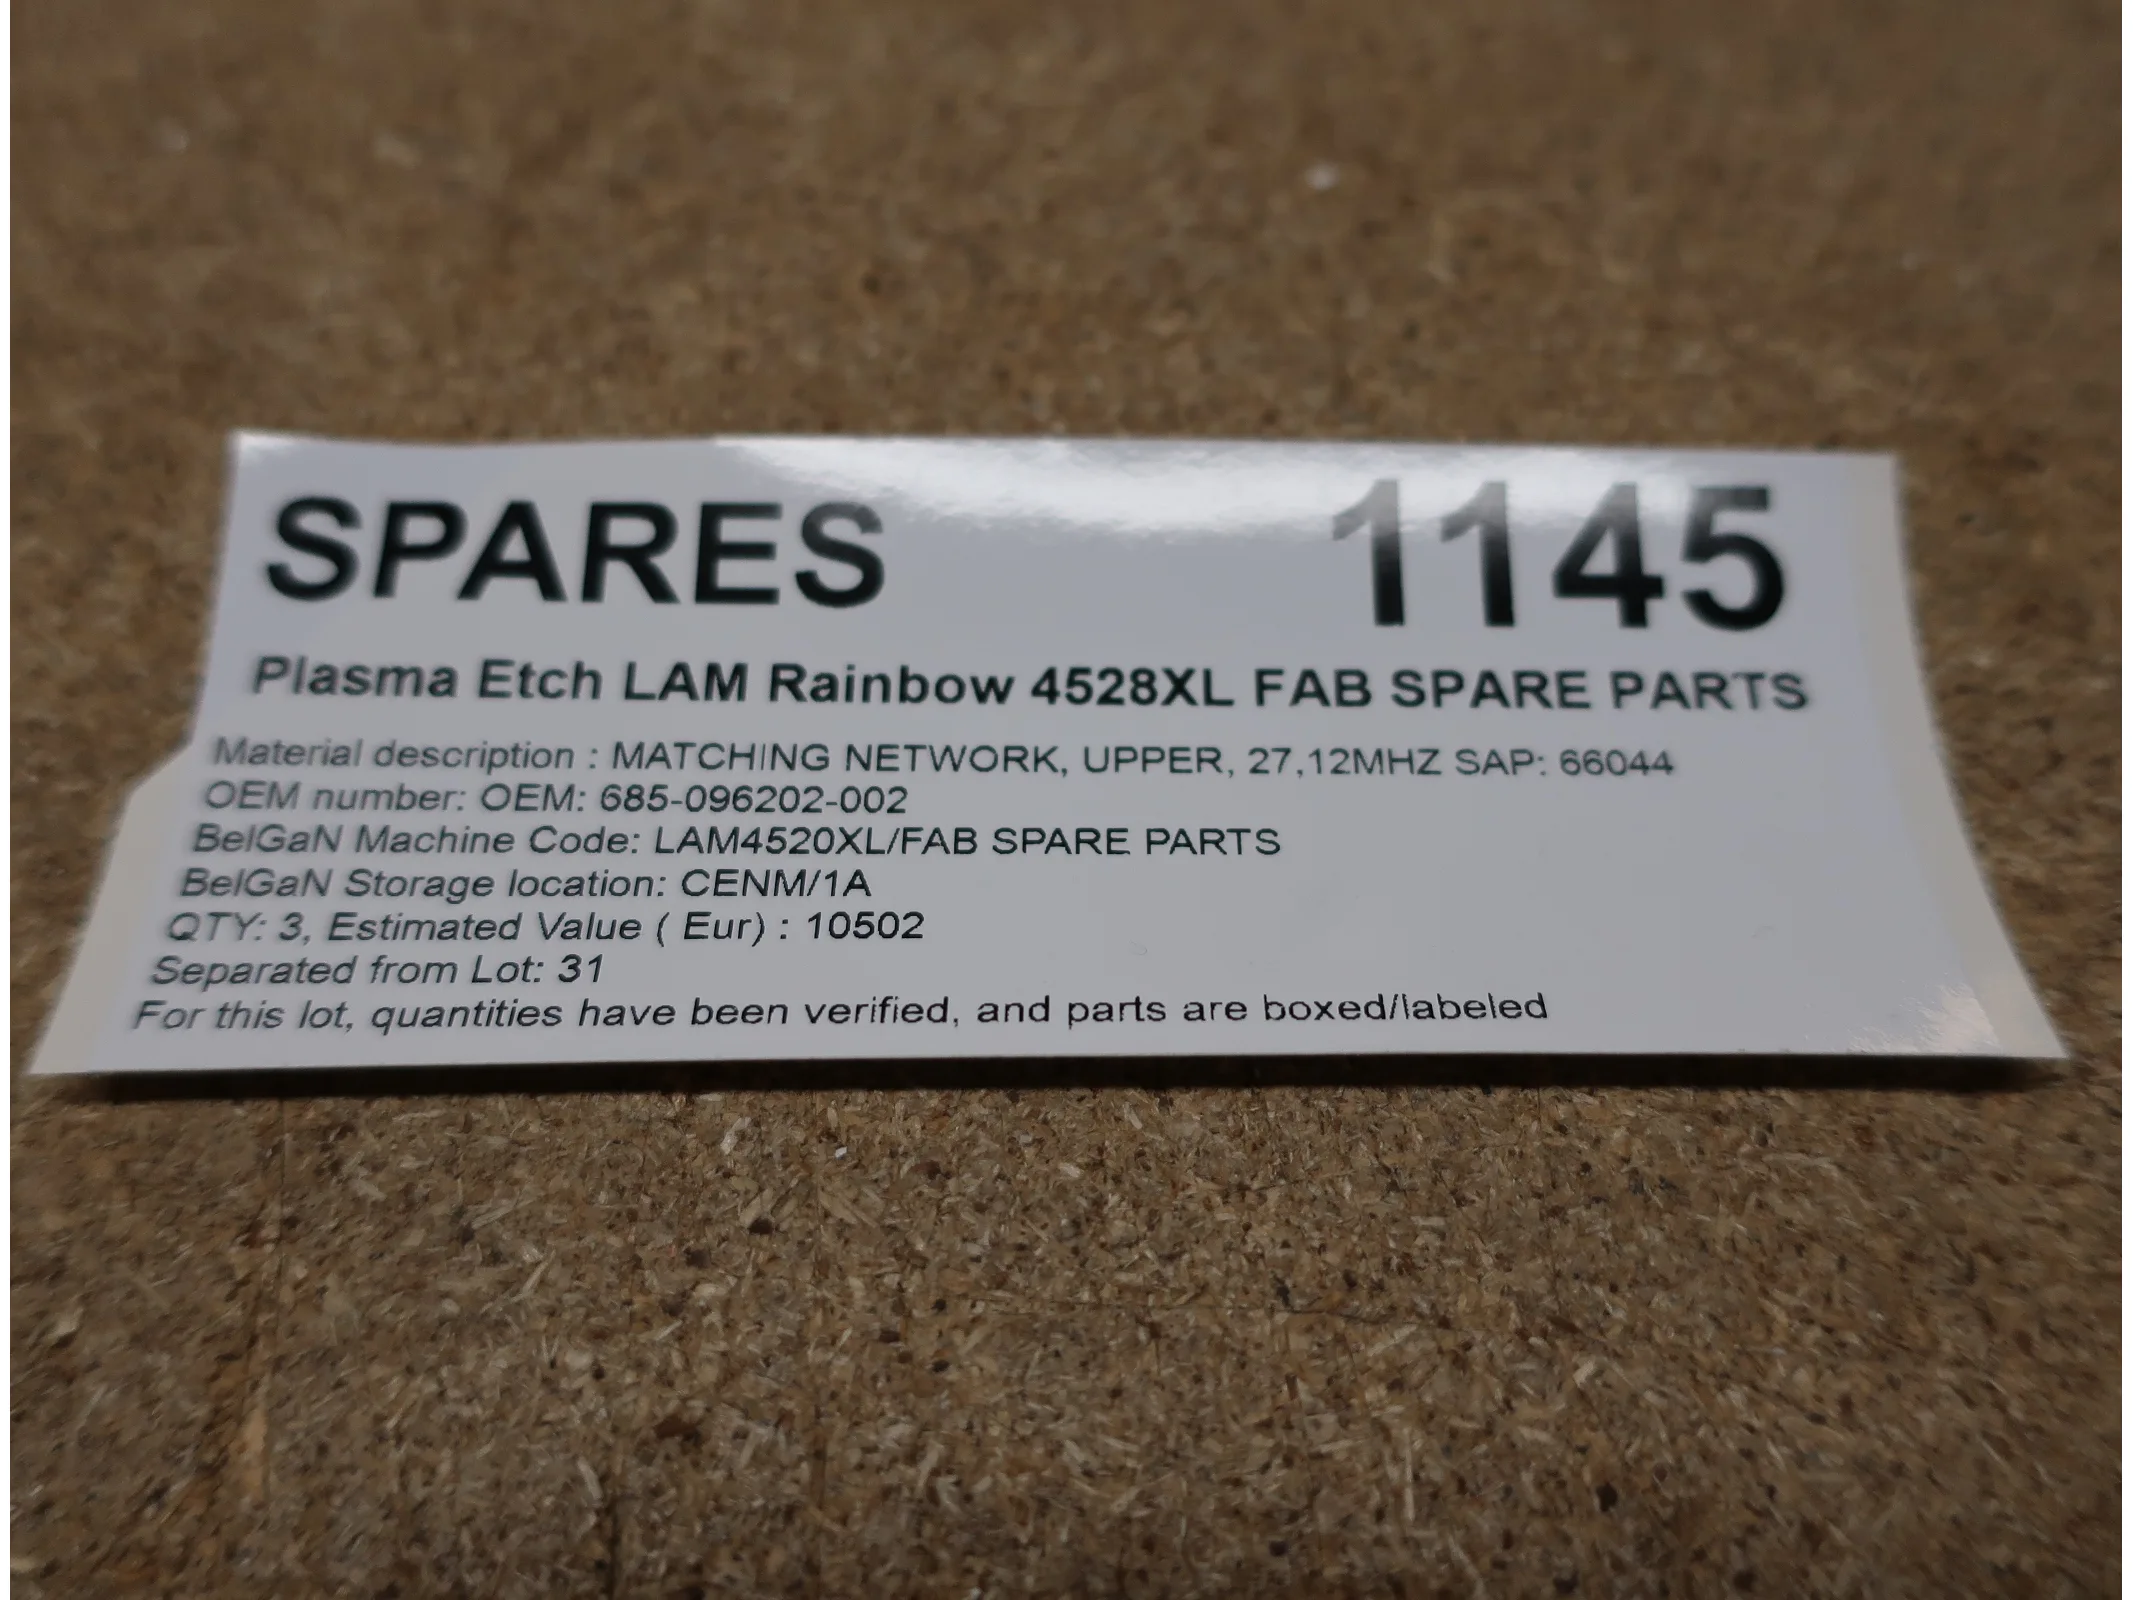 SPARES 1145
Plasma Etch LAM Rainbow 4528XL FAB SPARE PARTS
Material description : MATCHING NETWORK, UPPER, 27,12MHZ SAP: 66044
OEM number: OEM: 685-096202-002
BelGaN Machine Code: LAM4520XL/FAB SPARE PARTS
BelGaN Storage location: CENM/1A
QTY: 3, Estimated Value ( Eur) : 10502
Separated from Lot: 31
For this lot, quantities have been verified, and parts are boxed/labeled